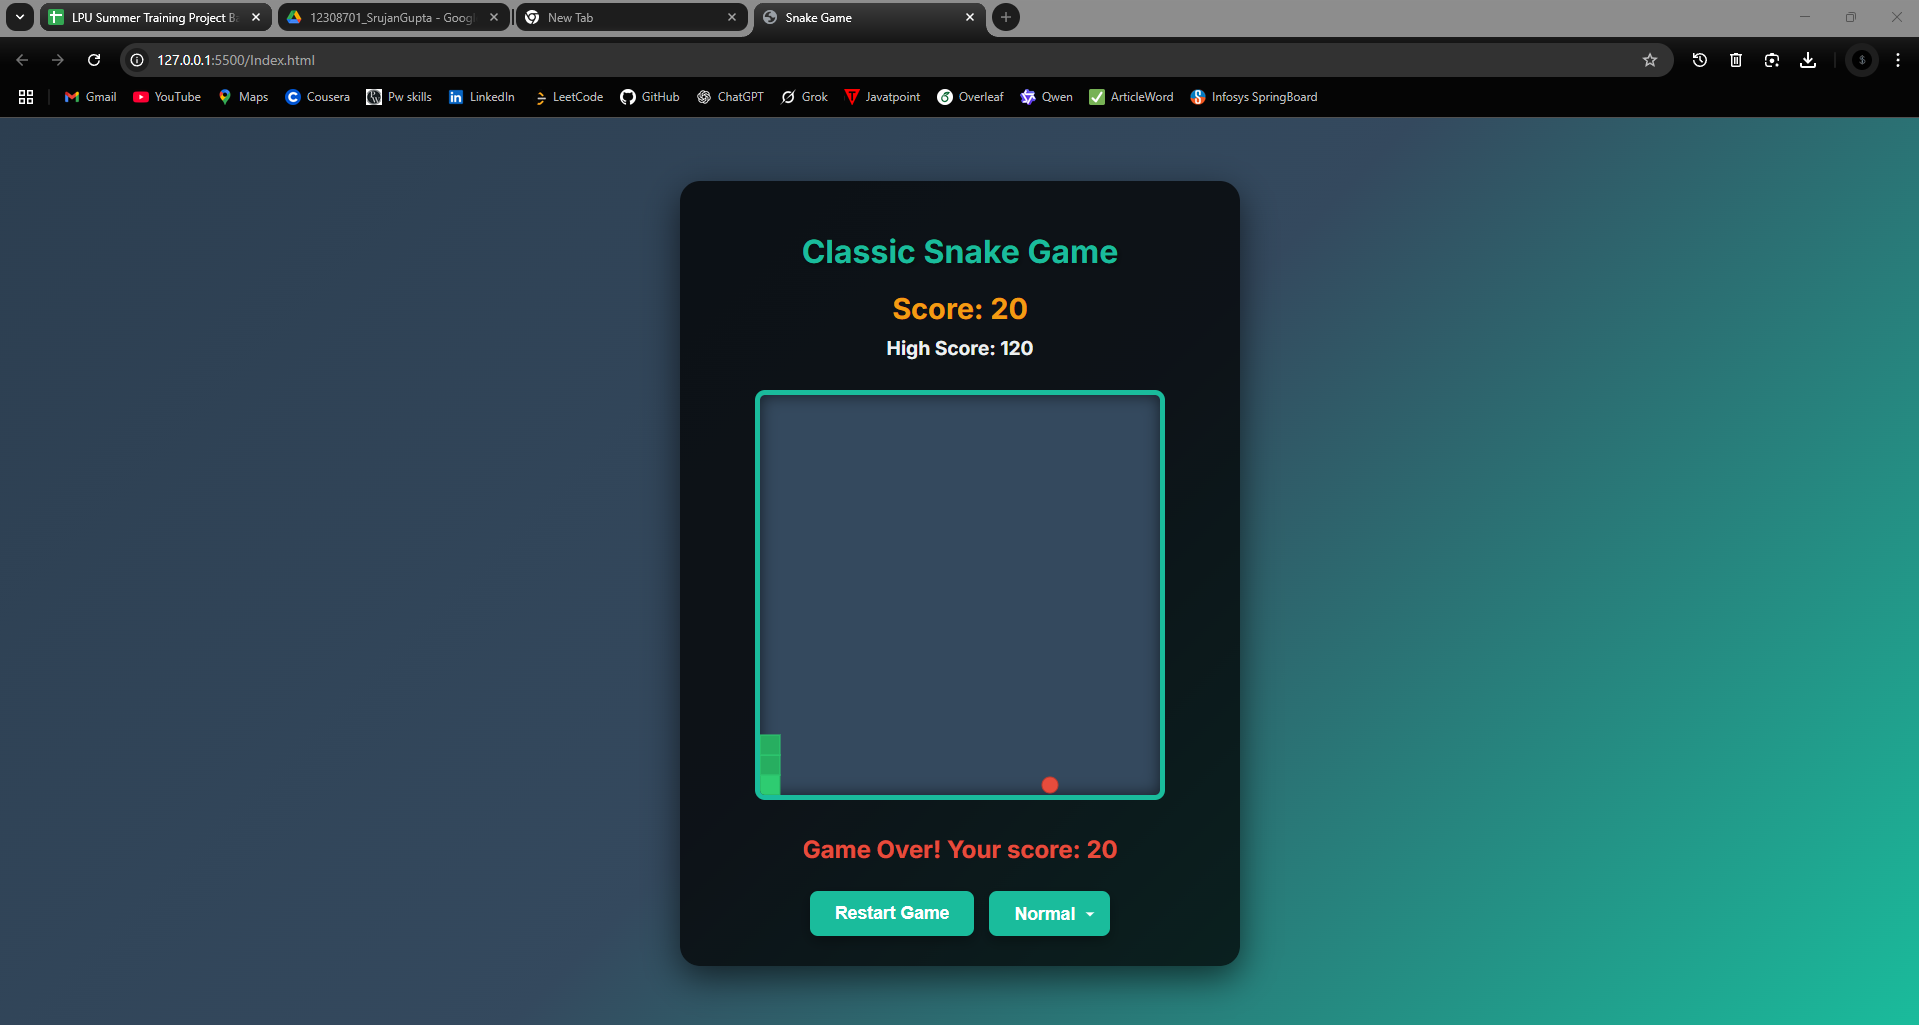 LPU Summer Training Project Ba
12308701_SrujanGupta - Googl
New Tab
Snake Game
127.0.0.1:5500/Index.html
Gmail
YouTube
Maps
Cousera
Pw skills
LinkedIn
LeetCode
GitHub
ChatGPT
Grok
Javatpoint
Overleaf
Qwen
ArticleWord
Infosys SpringBoard
Classic Snake Game
Score: 20
High Score: 120
Game Over! Your score: 20
Restart Game
Normal